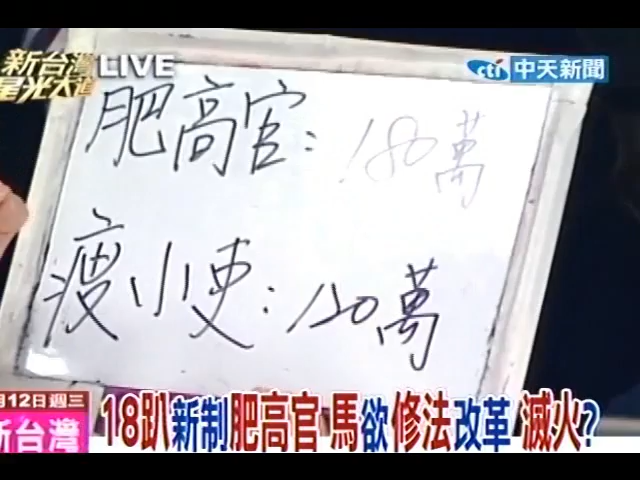 新台灣
星光大道
LIVE
cti 中天新聞
肥高官:180萬
瘦小吏:120萬
月12日週三
新台灣
18趴新制肥高官 馬欲修法改革 滅火?